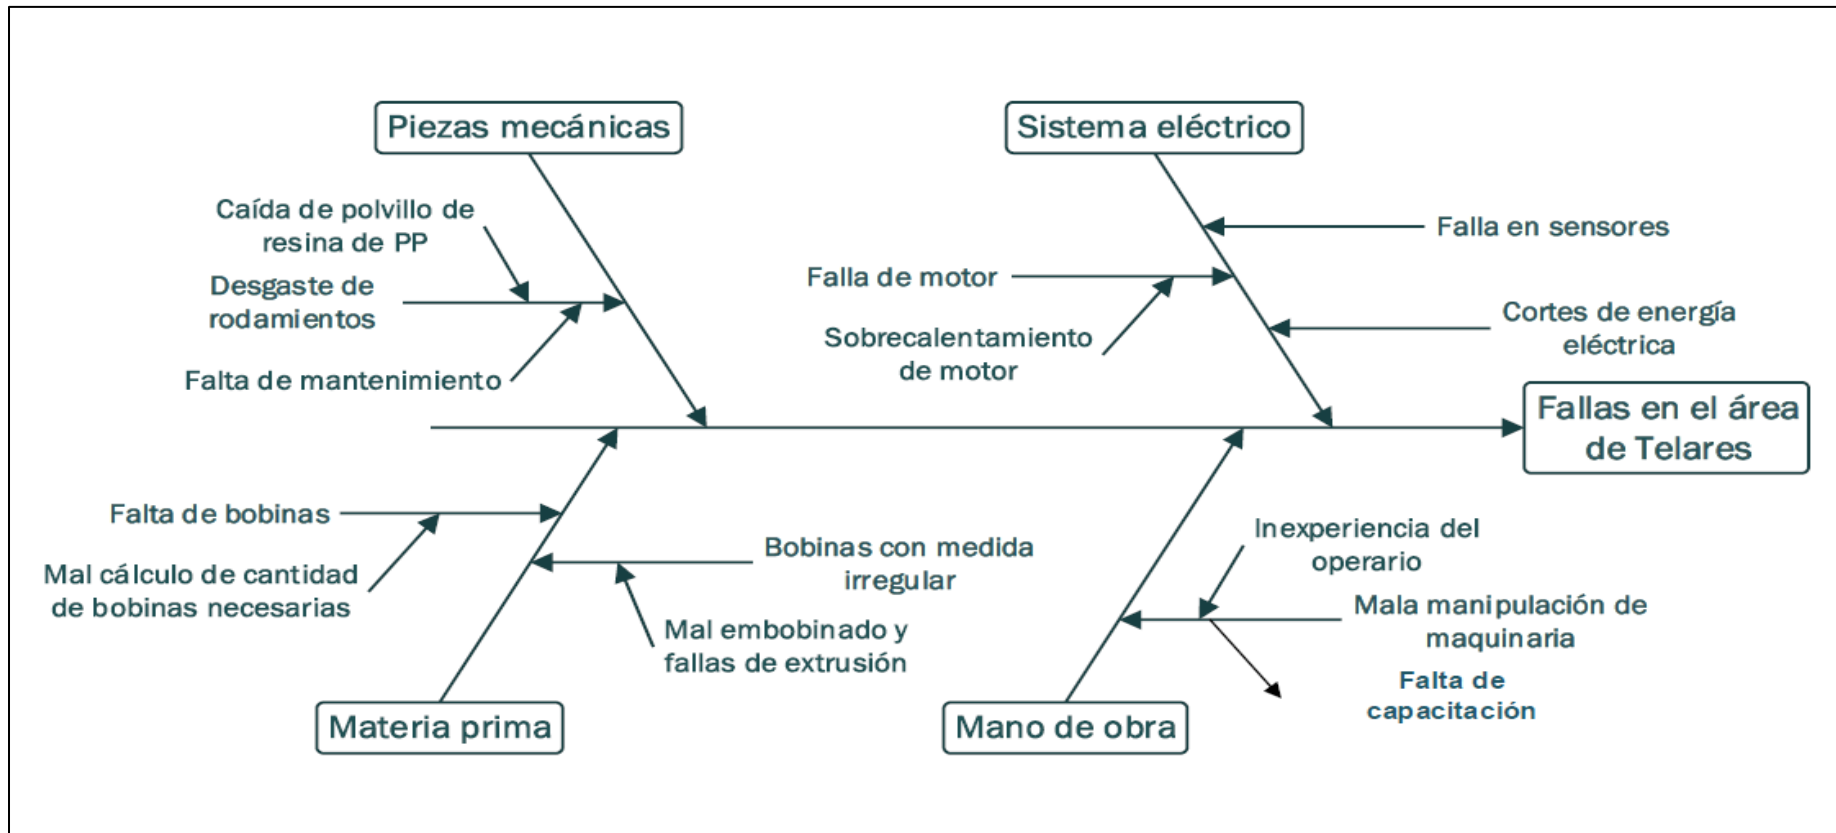 Piezas mecánicas
Sistema eléctrico
Caída de polvillo de
resina de PP
Desgaste de
rodamientos
Falta de mantenimiento
Falla en sensores
Falla de motor
Sobrecalentamiento
de motor
Cortes de energía
eléctrica
Fallas en el área
de Telares
Falta de bobinas
Mal cálculo de cantidad
de bobinas necesarias
Bobinas con medida
irregular
Mal embobinado y
fallas de extrusión
Inexperiencia del
operario
Mala manipulación de
maquinaria
Falta de
capacitación
Materia prima
Mano de obra